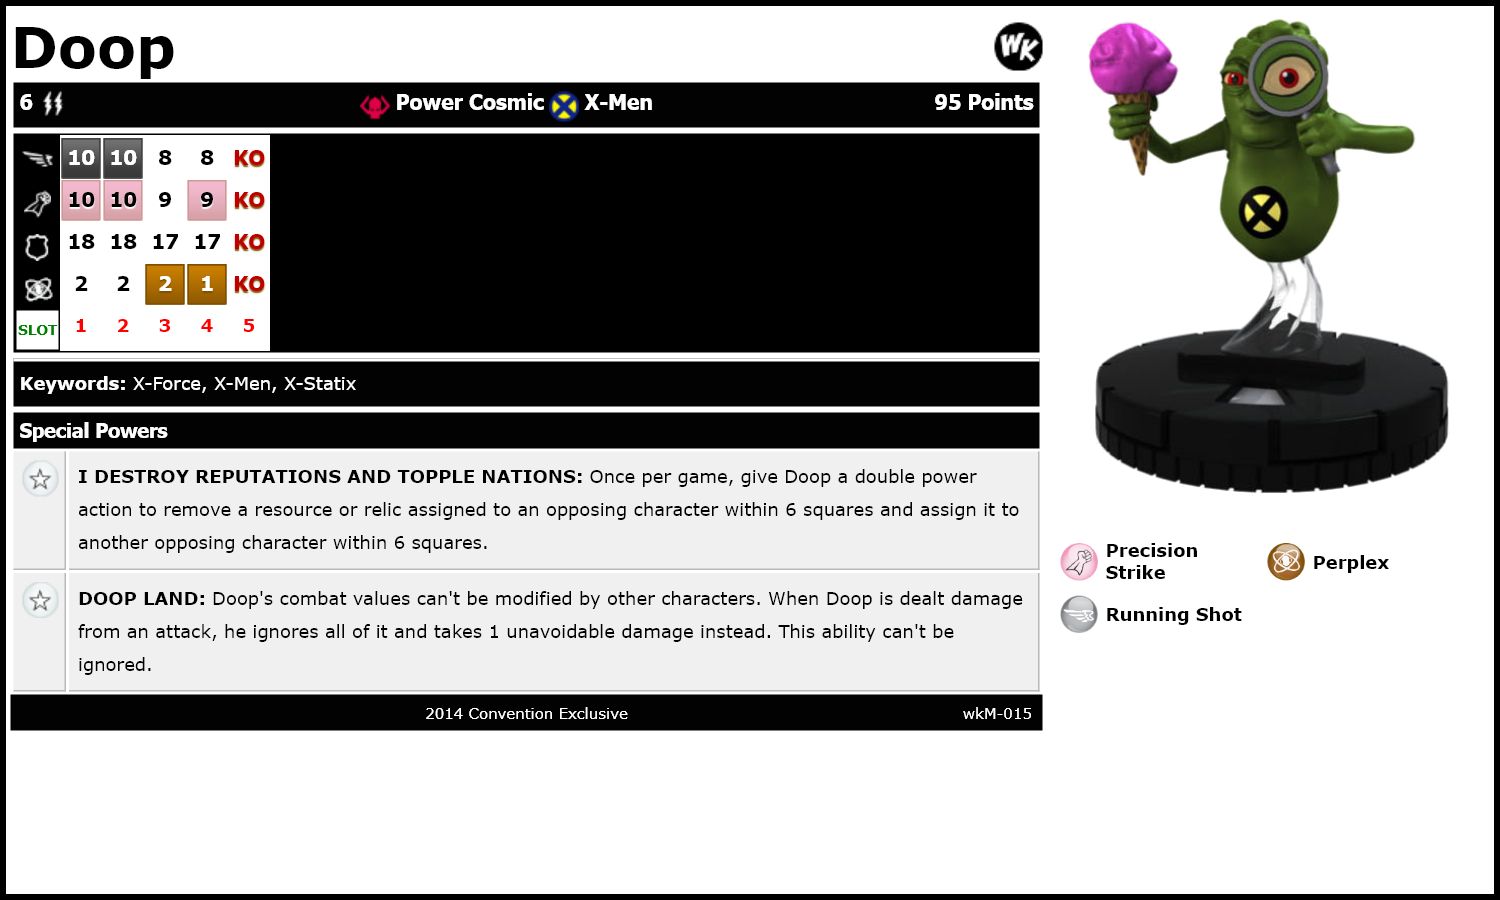 Doop
WK
6 Power Cosmic X-Men 95 Points
10 10 8 8 KO
10 10 9 9 KO
18 18 17 17 KO
2 2 2 1 KO
SLOT 1 2 3 4 5
Keywords: X-Force, X-Men, X-Statix
Special Powers
I DESTROY REPUTATIONS AND TOPPLE NATIONS: Once per game, give Doop a double power
action to remove a resource or relic assigned to an opposing character within 6 squares and assign it to
another opposing character within 6 squares.
DOOP LAND: Doop's combat values can't be modified by other characters. When Doop is dealt damage
from an attack, he ignores all of it and takes 1 unavoidable damage instead. This ability can't be
ignored.
2014 Convention Exclusive wkM-015
Precision
Strike
Perplex
Running Shot